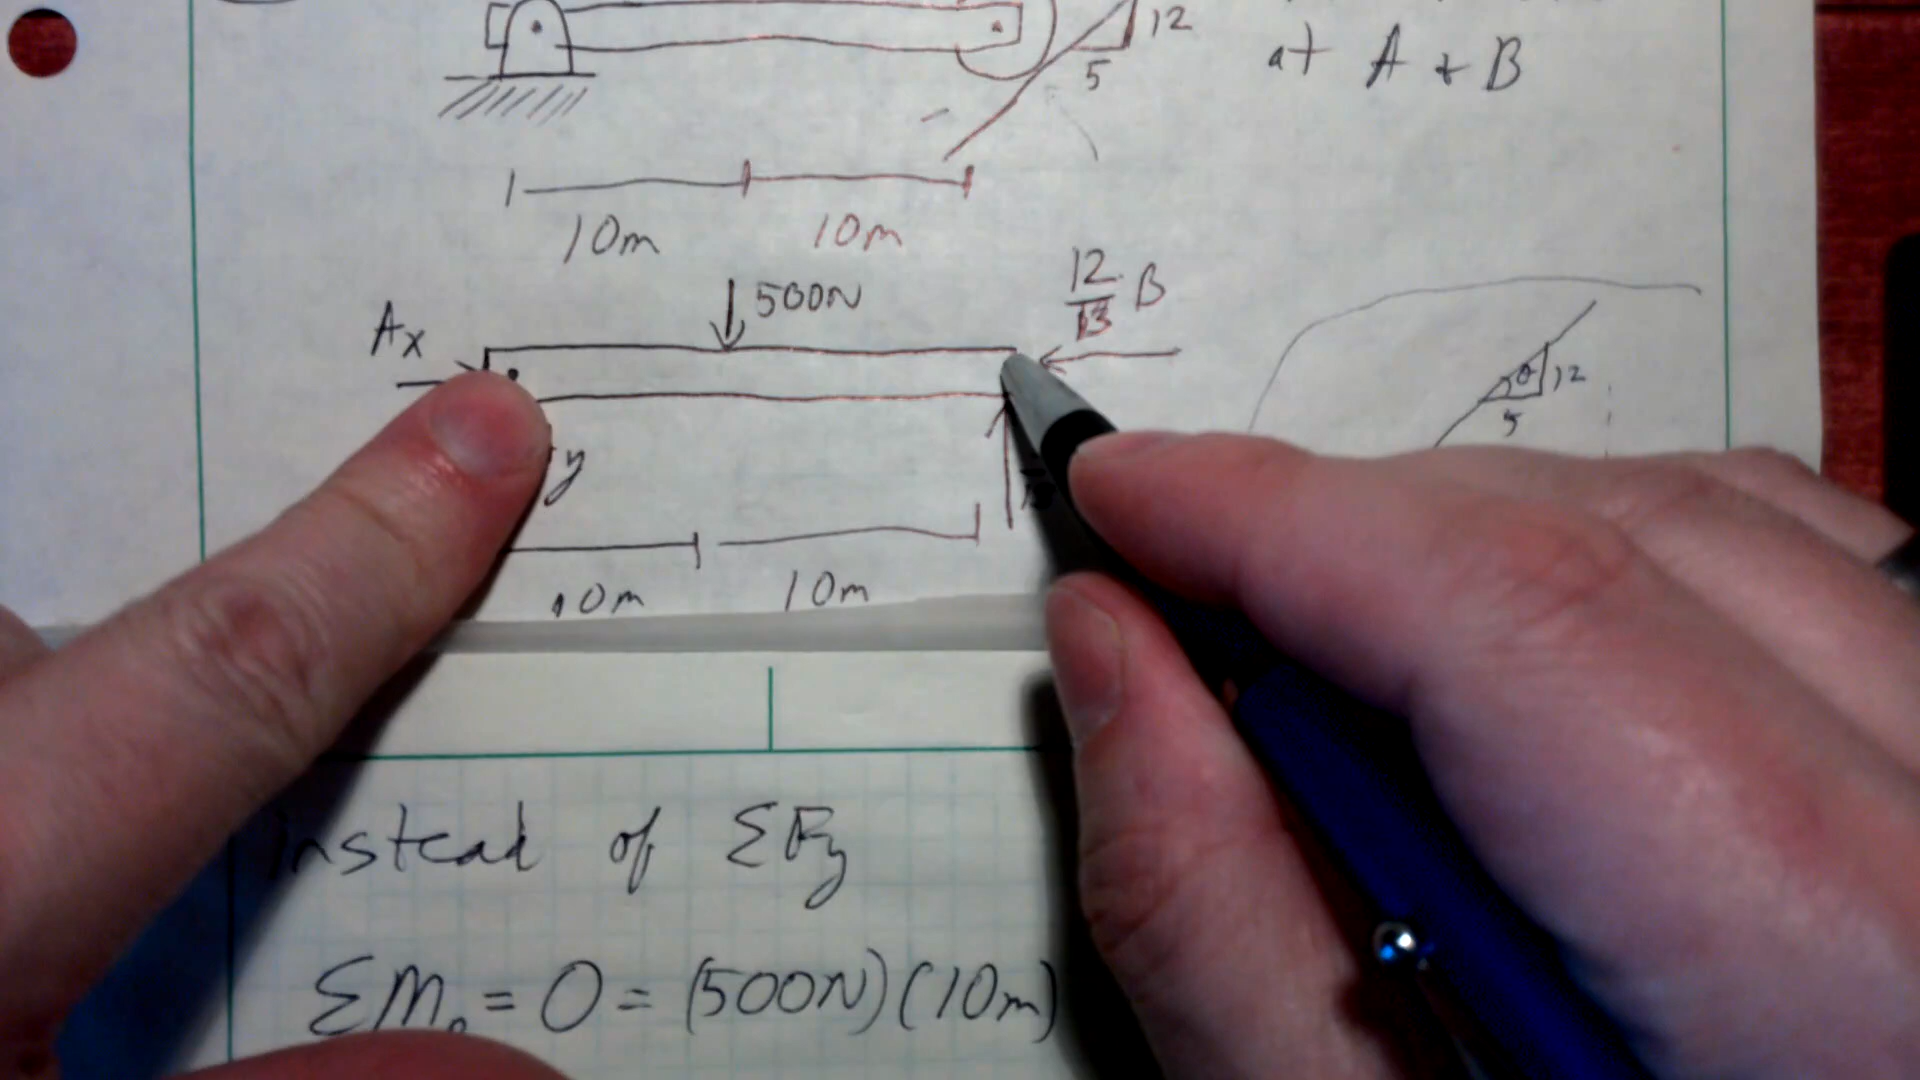 12
5
at A + B
10m 10m
12/13 B
500N
Ax
12
5
θ
y
10m 10m
instead of ΣFy
ΣMo = 0 = (500N)(10m)